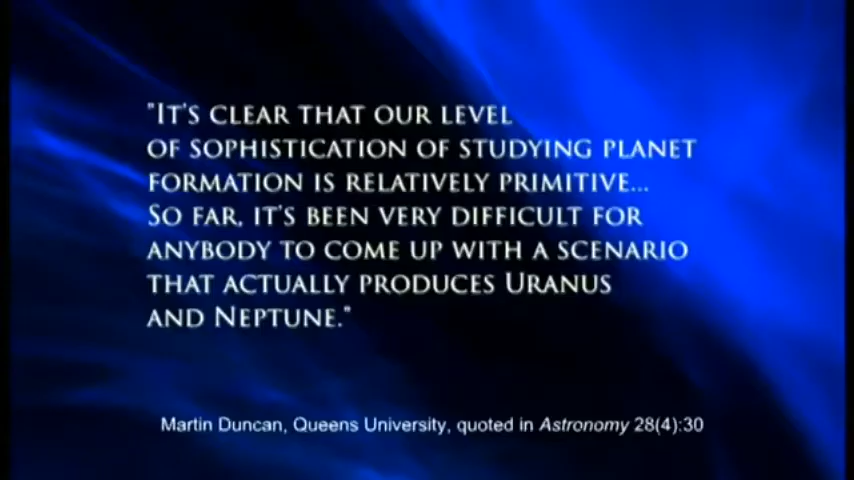 "It's clear that our level
of sophistication of studying planet
formation is relatively primitive...
So far, it's been very difficult for
anybody to come up with a scenario
that actually produces Uranus
and Neptune."
Martin Duncan, Queens University, quoted in Astronomy 28(4):30